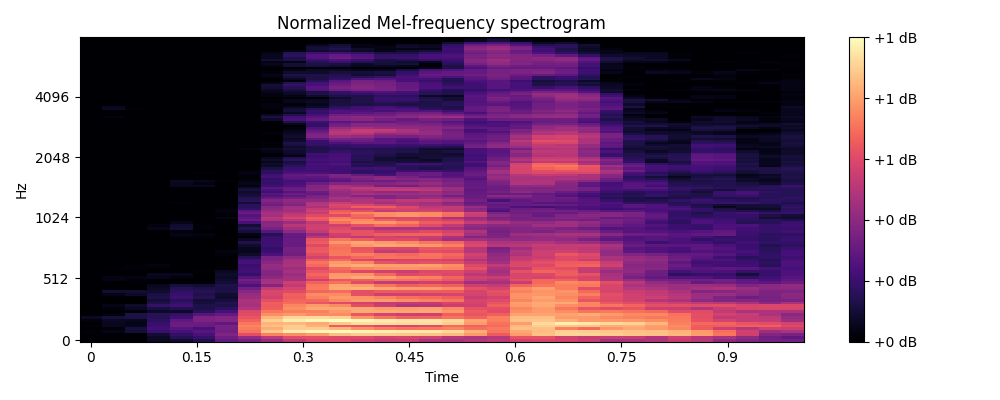 Normalized Mel-frequency spectrogram
Hz
4096
2048
1024
512
0
0 0.15 0.3 0.45 0.6 0.75 0.9
Time
+1 dB
+1 dB
+1 dB
+0 dB
+0 dB
+0 dB